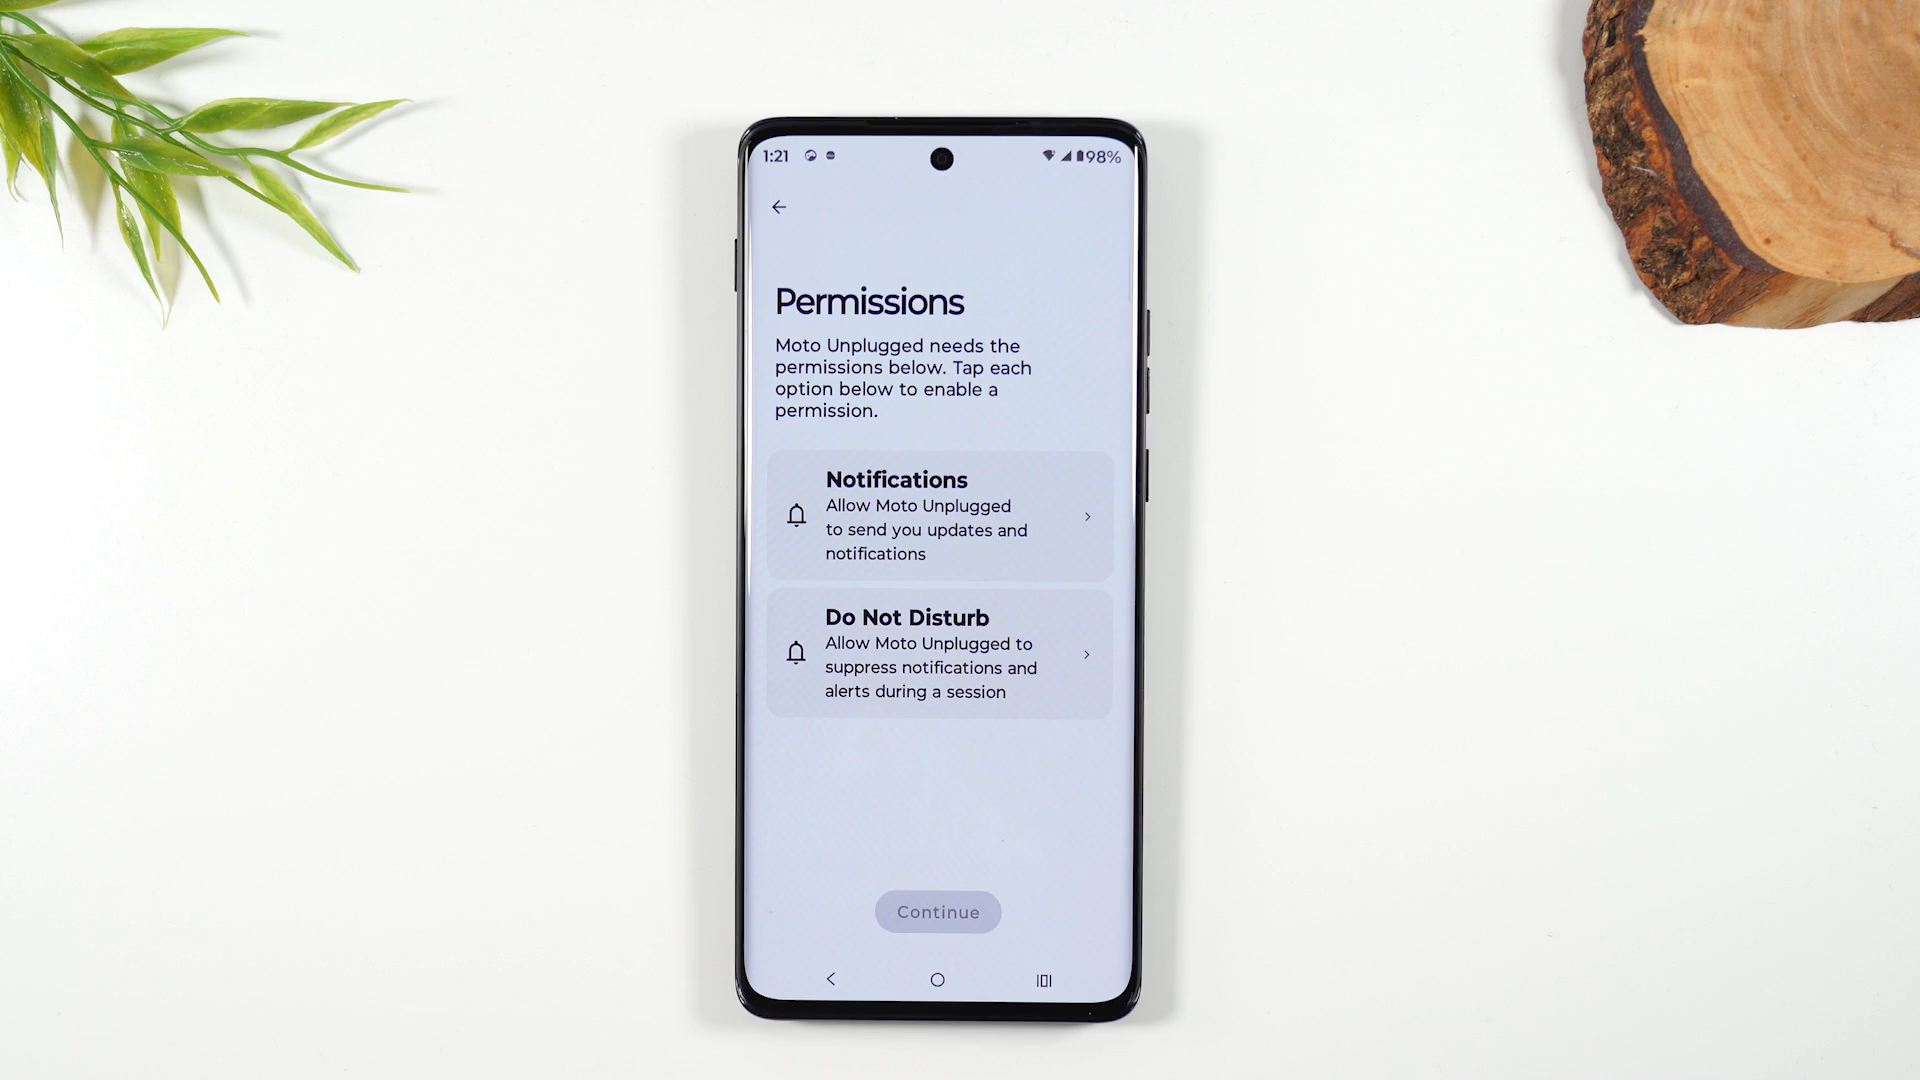 1:21
98%
Permissions
Moto Unplugged needs the
permissions below. Tap each
option below to enable a
permission.
Notifications
Allow Moto Unplugged
to send you updates and
notifications
Do Not Disturb
Allow Moto Unplugged to
suppress notifications and
alerts during a session
Continue